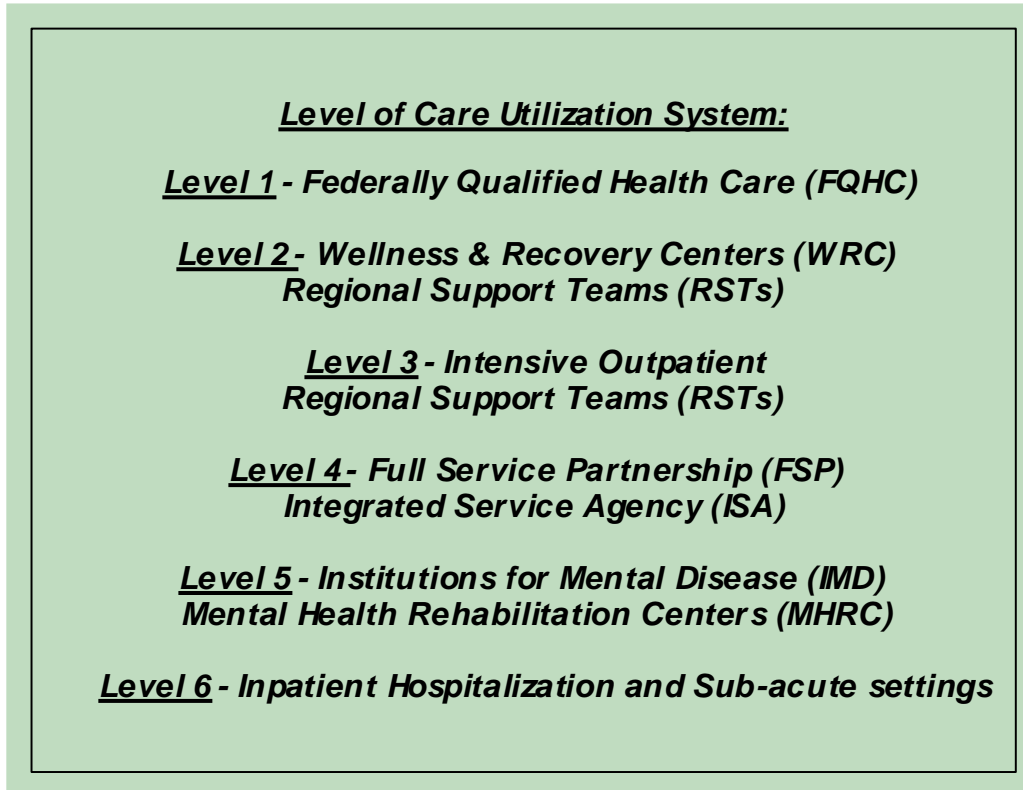 Level of Care Utilization System:
Level 1 - Federally Qualified Health Care (FQHC)
Level 2 - Wellness & Recovery Centers (WRC)
Regional Support Teams (RSTs)
Level 3 - Intensive Outpatient
Regional Support Teams (RSTs)
Level 4 - Full Service Partnership (FSP)
Integrated Service Agency (ISA)
Level 5 - Institutions for Mental Disease (IMD)
Mental Health Rehabilitation Centers (MHRC)
Level 6 - Inpatient Hospitalization and Sub-acute settings